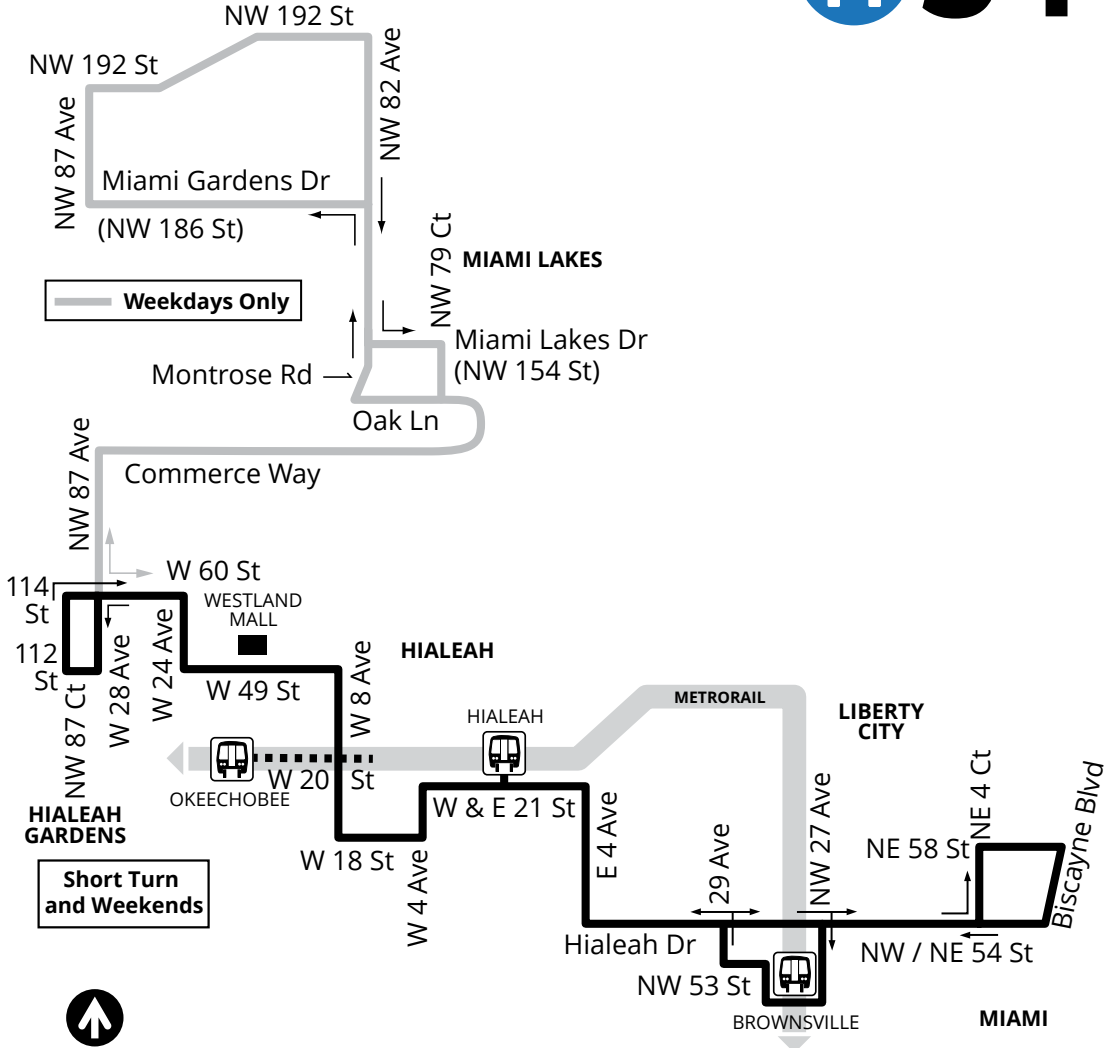 NW 192 St
NW 192 St
NW 82 Ave
NW 87 Ave
Miami Gardens Dr
(NW 186 St)
NW 79 Ct
MIAMI LAKES
Weekdays Only
Miami Lakes Dr
(NW 154 St)
Montrose Rd
Oak Ln
NW 87 Ave
Commerce Way
W 60 St
114
St
WESTLAND
MALL
112
St
NW 87 Ct
W 28 Ave
W 24 Ave
W 49 St
W 8 Ave
HIALEAH
METRORAIL
LIBERTY
CITY
HIALEAH
W 20 St
OKEECHOBEE
W & E 21 St
HIALEAH
GARDENS
W 18 St
W 4 Ave
E 4 Ave
29 Ave
NW 27 Ave
NE 4 Ct
NE 58 St
Biscayne Blvd
Short Turn
and Weekends
Hialeah Dr
NW / NE 54 St
NW 53 St
BROWNSVILLE
MIAMI